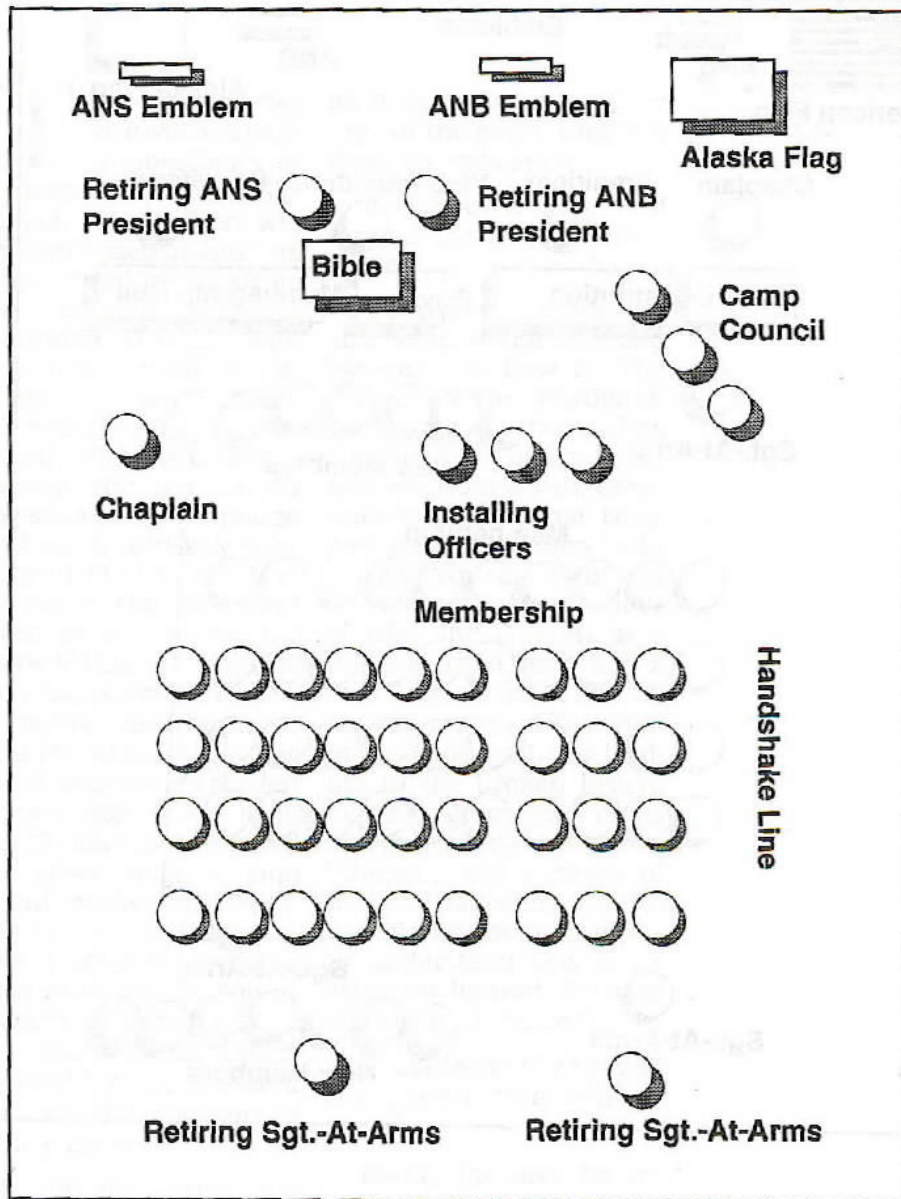 ANS Emblem
ANB Emblem
Alaska Flag
Retiring ANS
President
Retiring ANB
President
Bible
Camp
Council
Chaplain
Installing
Officers
Membership
Handshake Line
Retiring Sgt.-At-Arms
Retiring Sgt.-At-Arms